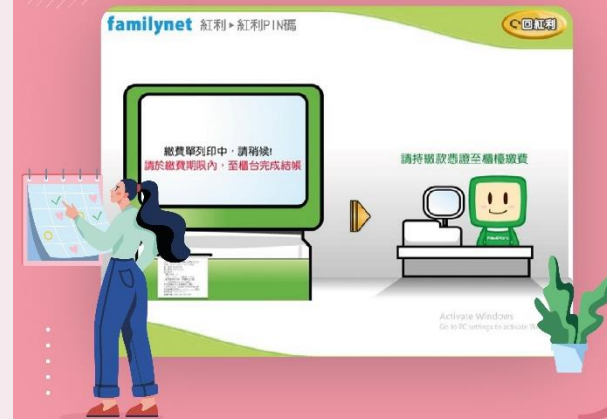 familynet 紅利▸紅利PIN碼
回紅利
繳費單列印中，請稍候!
請於繳費期限內，至櫃台完成結帳
請持繳款憑證至櫃檯繳費
FamilyMart
Activate Windows
Go to PC settings to activate